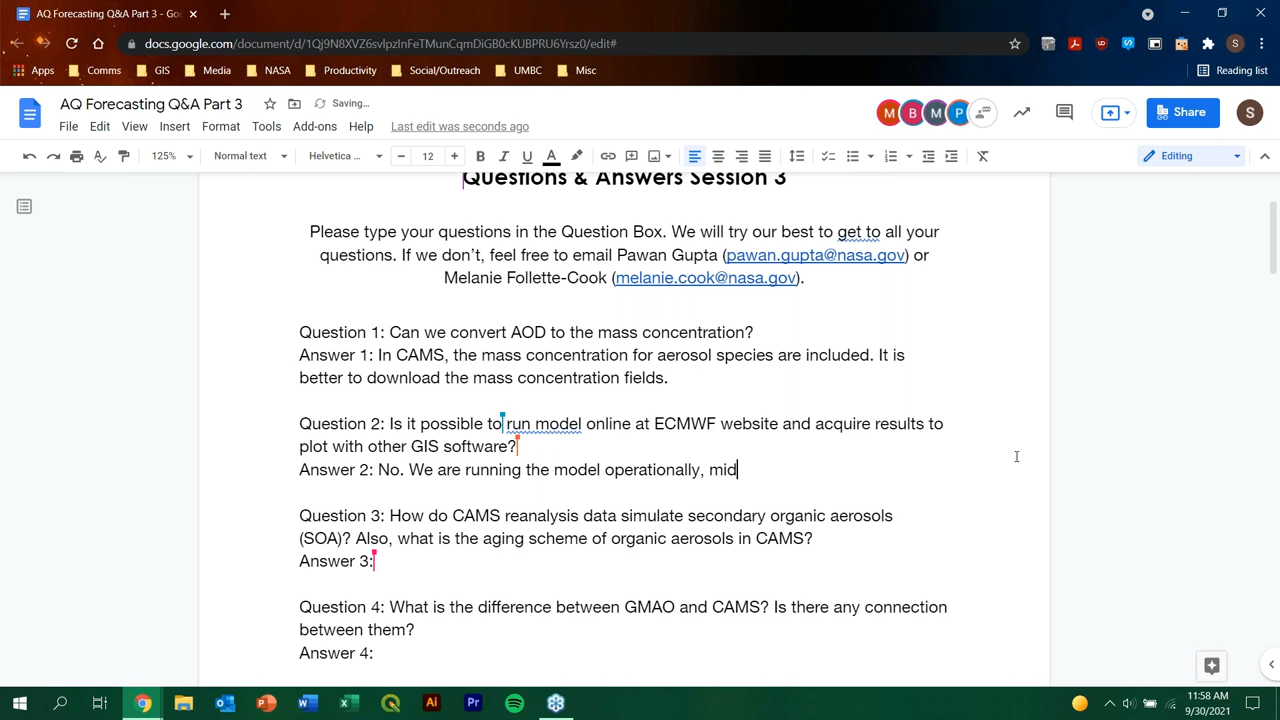 AQ Forecasting Q&A Part 3 - Go
docs.google.com/document/d/1Qj9N8XVZ6svlpzInFeTMunCqmDiGB0cKUBPRU6Yrsz0/edit#
S
Apps Comms GIS Media NASA Productivity Social/Outreach UMBC Misc Reading list
AQ Forecasting Q&A Part 3 Saving...
M B M P Share S
File Edit View Insert Format Tools Add-ons Help Last edit was seconds ago
125% Normal text Helvetica ... 12 B I U A Editing
Questions & Answers Session 3
Please type your questions in the Question Box. We will try our best to get to all your
questions. If we don't, feel free to email Pawan Gupta (pawan.gupta@nasa.gov) or
Melanie Follette-Cook (melanie.cook@nasa.gov).
Question 1: Can we convert AOD to the mass concentration?
Answer 1: In CAMS, the mass concentration for aerosol species are included. It is
better to download the mass concentration fields.
Question 2: Is it possible to run model online at ECMWF website and acquire results to
plot with other GIS software?
Answer 2: No. We are running the model operationally, mid
Question 3: How do CAMS reanalysis data simulate secondary organic aerosols
(SOA)? Also, what is the aging scheme of organic aerosols in CAMS?
Answer 3:
Question 4: What is the difference between GMAO and CAMS? Is there any connection
between them?
Answer 4:
11:58 AM
9/30/2021